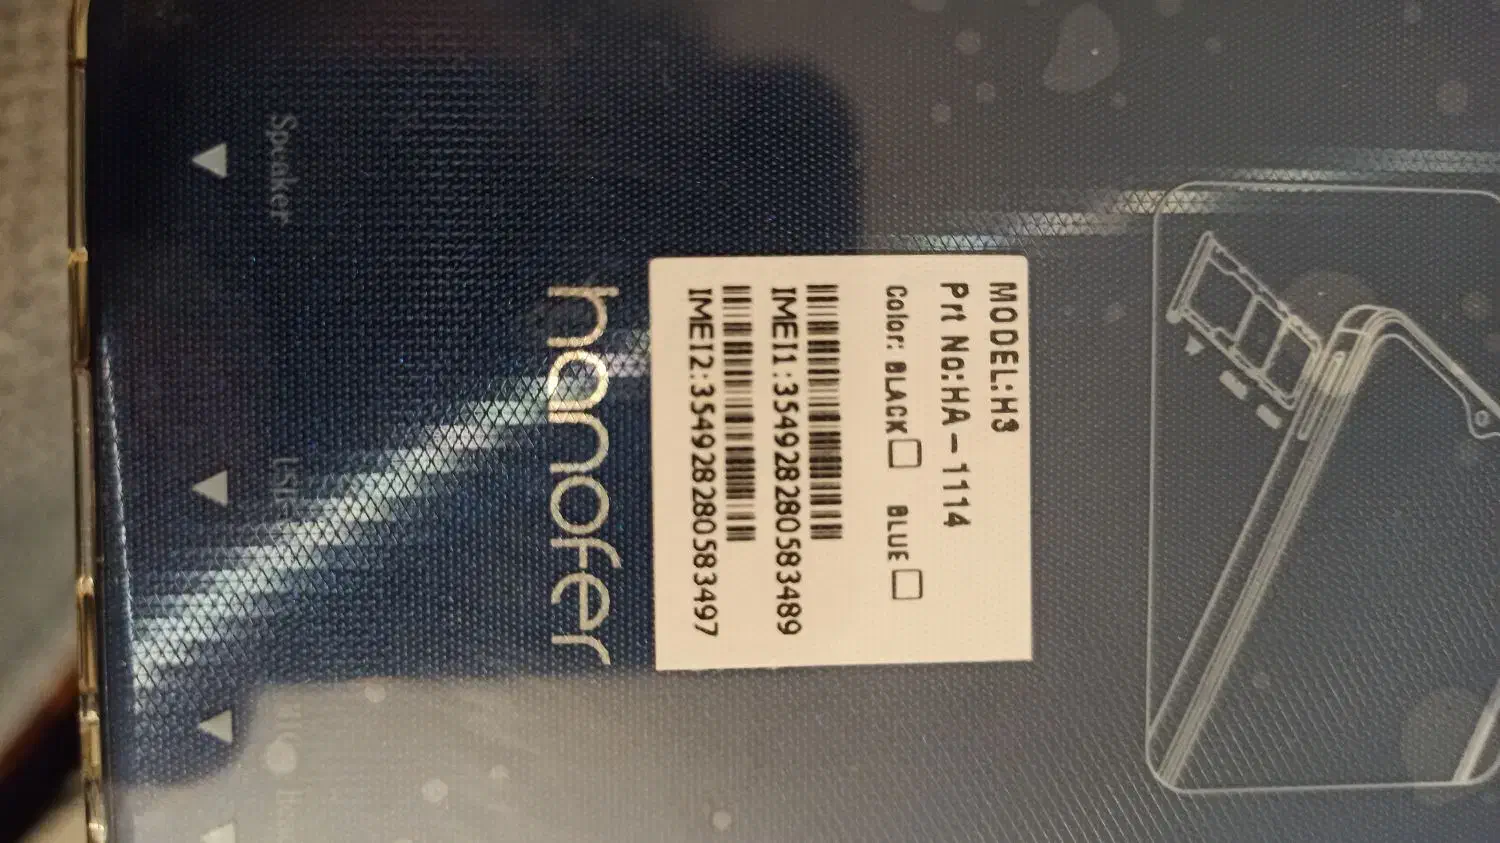 MODEL:H3
Prt No:HA-1114
Color: BLACK☐ BLUE☐
IMEI1:354928280583489
IMEI2:354928280583497
hanofer
Speaker